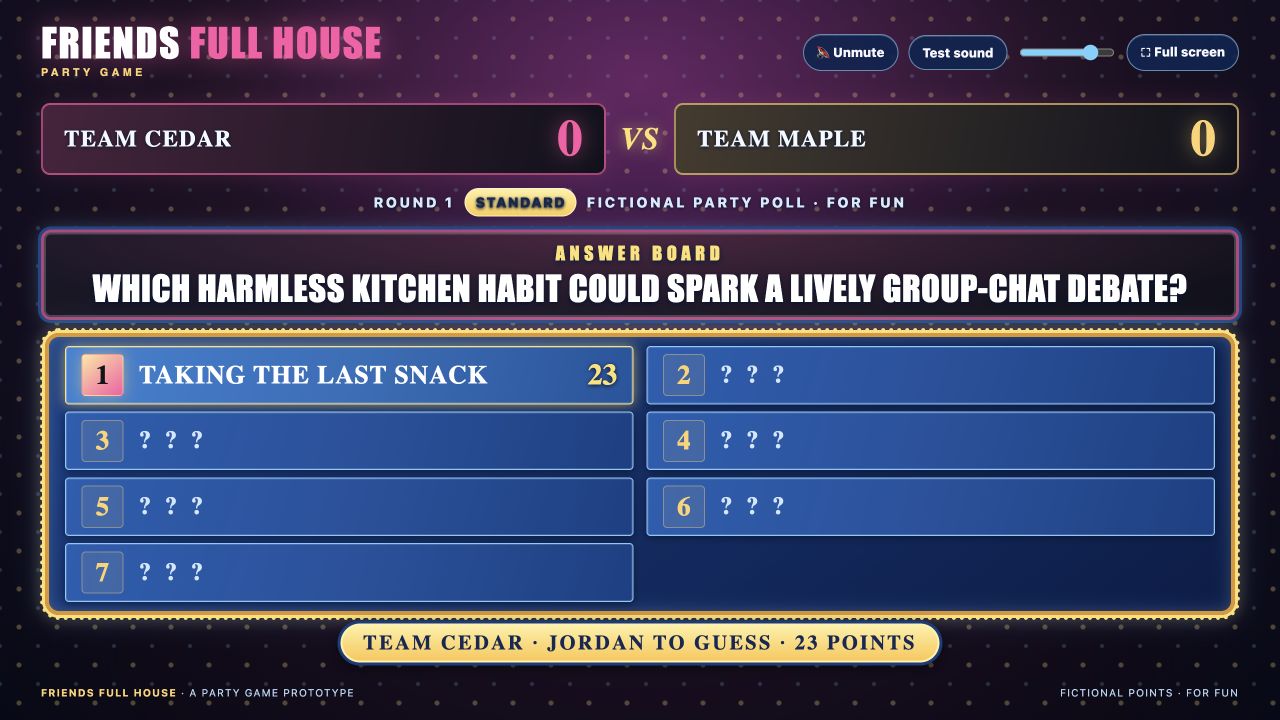 FRIENDS FULL HOUSE
PARTY GAME
Unmute
Test sound
Full screen
TEAM CEDAR 0
VS
TEAM MAPLE 0
ROUND 1 STANDARD FICTIONAL PARTY POLL · FOR FUN
ANSWER BOARD
WHICH HARMLESS KITCHEN HABIT COULD SPARK A LIVELY GROUP-CHAT DEBATE?
1 TAKING THE LAST SNACK 23
2 ? ? ?
3 ? ? ?
4 ? ? ?
5 ? ? ?
6 ? ? ?
7 ? ? ?
TEAM CEDAR · JORDAN TO GUESS · 23 POINTS
FRIENDS FULL HOUSE · A PARTY GAME PROTOTYPE
FICTIONAL POINTS · FOR FUN